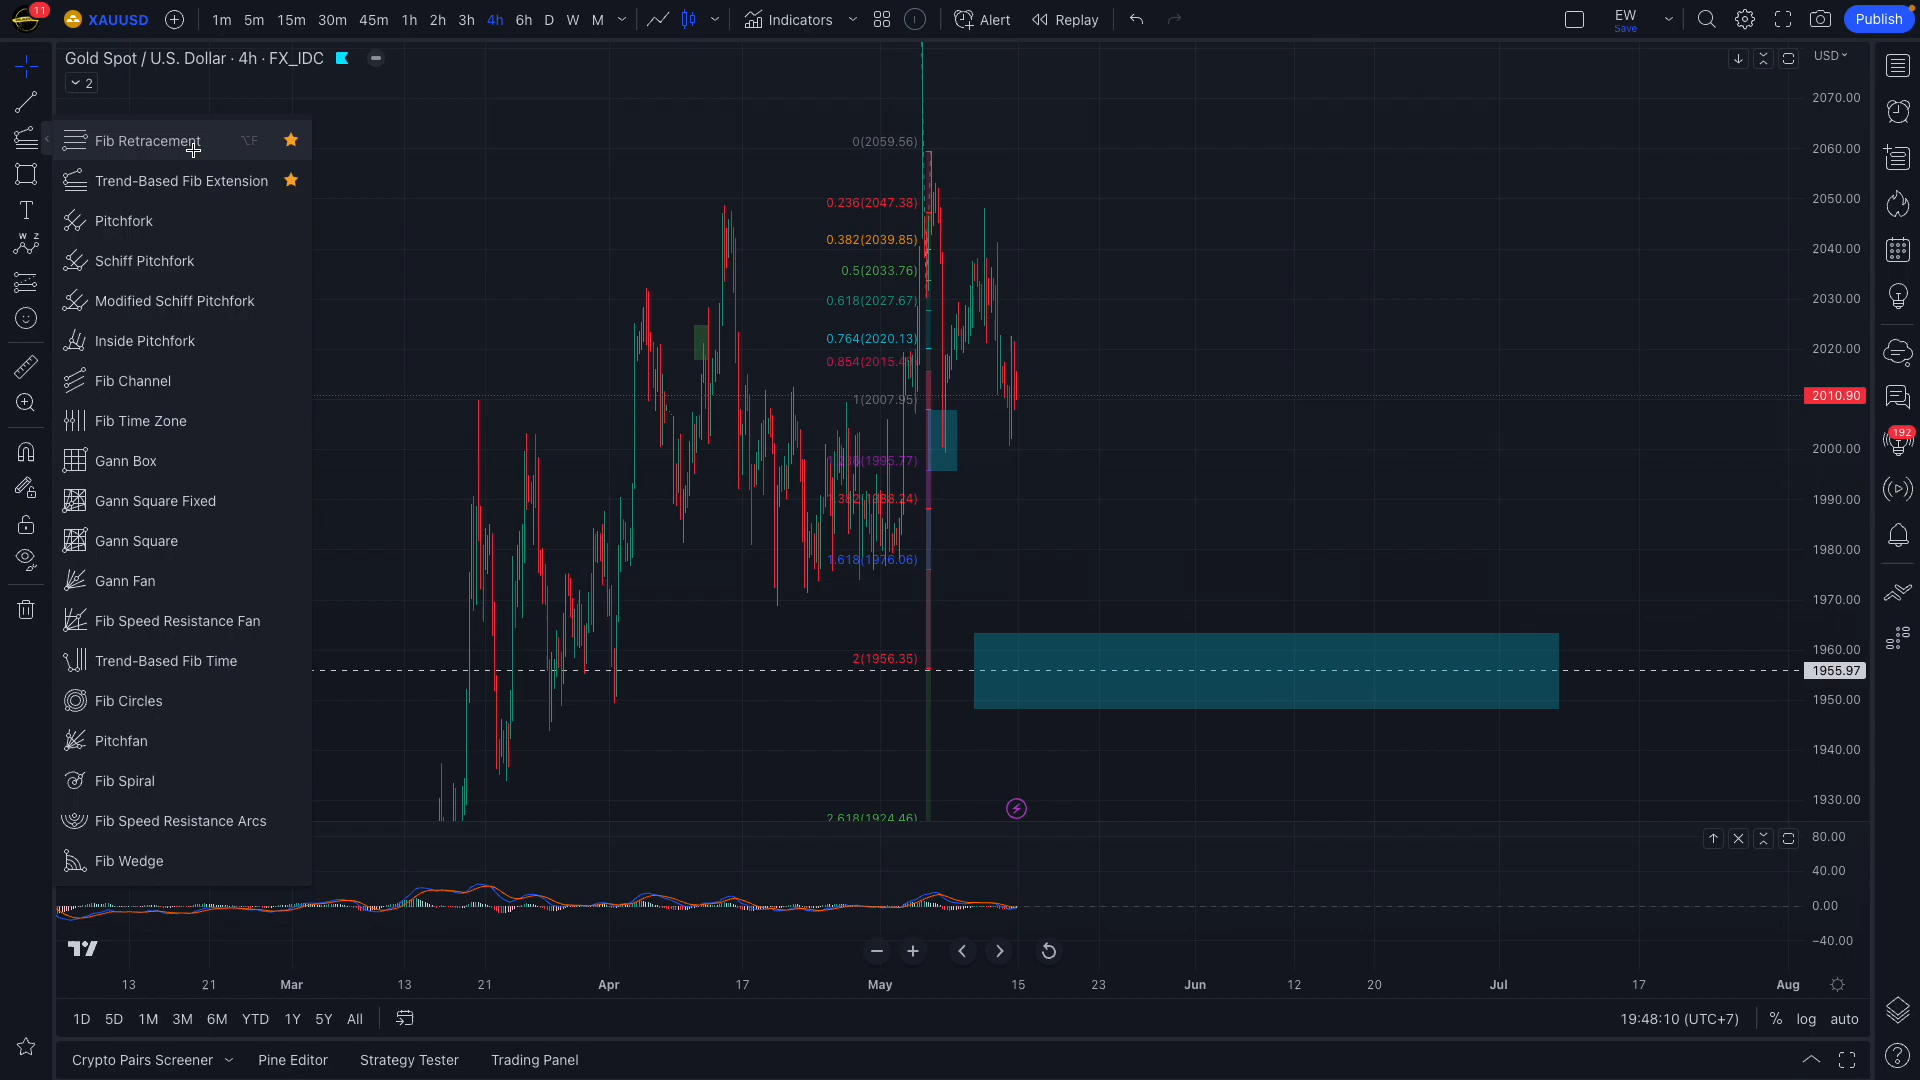 11
XAUUSD
1m 5m 15m 30m 45m 1h 2h 3h 4h 6h D W M
Indicators
Alert
Replay
EW
Save
Publish
Gold Spot / U.S. Dollar · 4h · FX_IDC
2
USD
Fib Retracement ⌥F
Trend-Based Fib Extension
Pitchfork
Schiff Pitchfork
Modified Schiff Pitchfork
Inside Pitchfork
Fib Channel
Fib Time Zone
Gann Box
Gann Square Fixed
Gann Square
Gann Fan
Fib Speed Resistance Fan
Trend-Based Fib Time
Fib Circles
Pitchfan
Fib Spiral
Fib Speed Resistance Arcs
Fib Wedge
0(2059.56)
0.236(2047.38)
0.382(2039.85)
0.5(2033.76)
0.618(2027.67)
0.764(2020.13)
1(2007.95)
1.618(1976.06)
2(1956.35)
2.618(1924.46)
2070.00
2060.00
2050.00
2040.00
2030.00
2020.00
2010.90
2000.00
192
1990.00
1980.00
1970.00
1960.00
1955.97
1950.00
1940.00
1930.00
80.00
40.00
0.00
−40.00
13 21 Mar 13 21 Apr 17 May 15 23 Jun 12 20 Jul 17 Aug
1D 5D 1M 3M 6M YTD 1Y 5Y All
19:48:10 (UTC+7) % log auto
Crypto Pairs Screener Pine Editor Strategy Tester Trading Panel